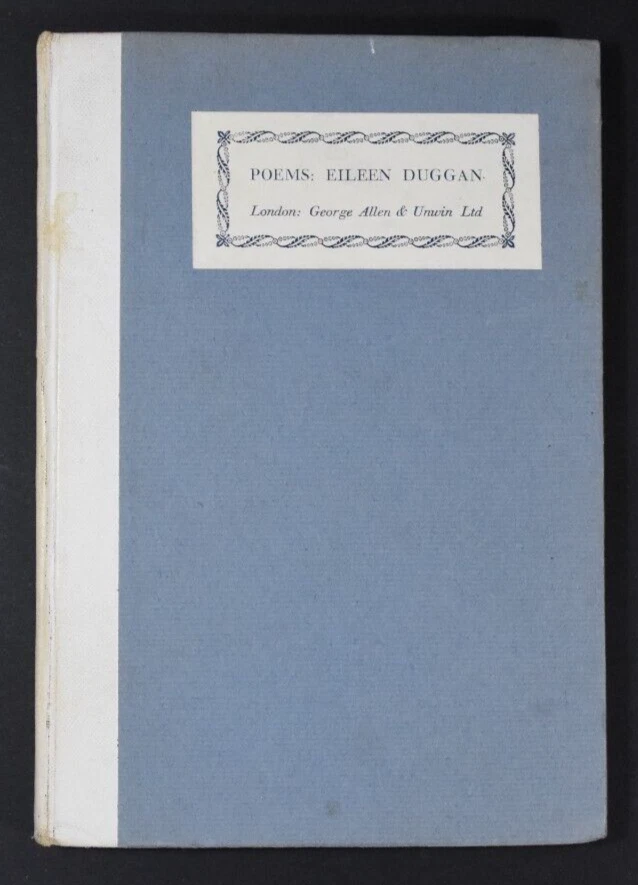 POEMS: EILEEN DUGGAN
London: George Allen & Unwin Ltd